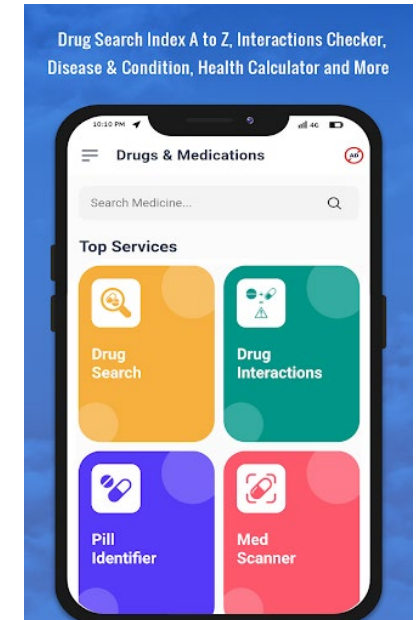 Drug Search Index A to Z, Interactions Checker,
Disease & Condition, Health Calculator and More
10:10 PM 4G
Drugs & Medications
AD
Search Medicine...
Top Services
Drug
Search
Drug
Interactions
Pill
Identifier
Med
Scanner